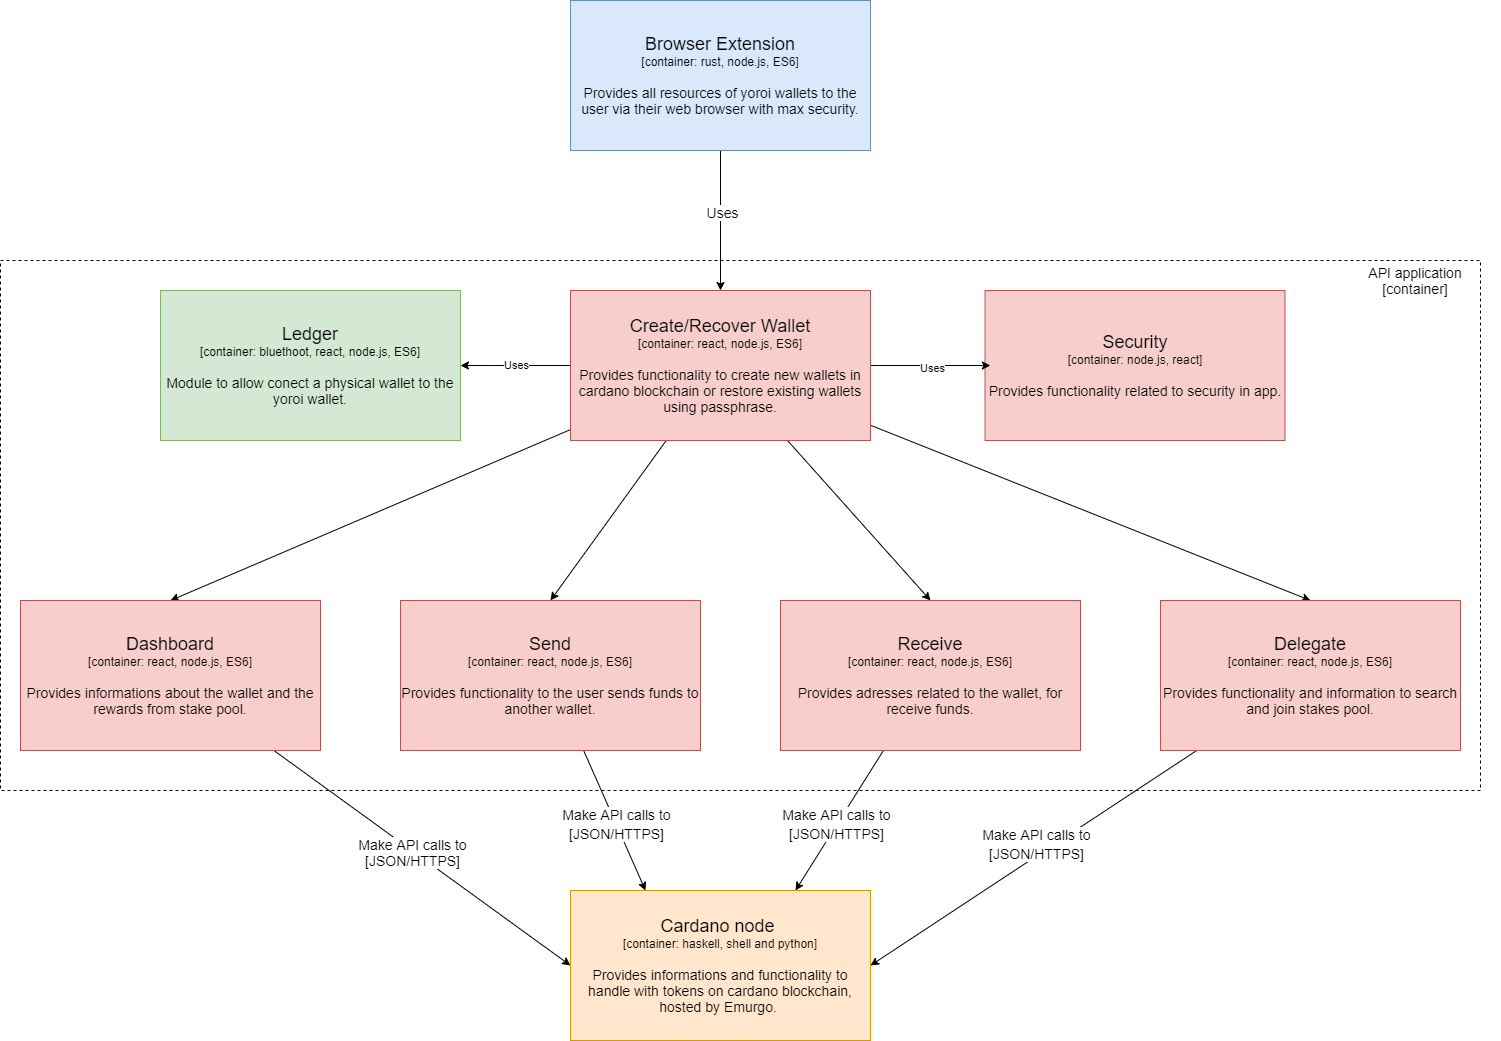 Browser Extension
[container: rust, node.js, ES6]
Provides all resources of yoroi wallets to the
user via their web browser with max security.
Uses
API application
[container]
Ledger
[container: bluethoot, react, node.js, ES6]
Module to allow conect a physical wallet to the
yoroi wallet.
Uses
Create/Recover Wallet
[container: react, node.js, ES6]
Provides functionality to create new wallets in
cardano blockchain or restore existing wallets
using passphrase.
Uses
Security
[container: node.js, react]
Provides functionality related to security in app.
Dashboard
[container: react, node.js, ES6]
Provides informations about the wallet and the
rewards from stake pool.
Send
[container: react, node.js, ES6]
Provides functionality to the user sends funds to
another wallet.
Receive
[container: react, node.js, ES6]
Provides adresses related to the wallet, for
receive funds.
Delegate
[container: react, node.js, ES6]
Provides functionality and information to search
and join stakes pool.
Make API calls to
[JSON/HTTPS]
Make API calls to
[JSON/HTTPS]
Make API calls to
[JSON/HTTPS]
Make API calls to
[JSON/HTTPS]
Cardano node
[container: haskell, shell and python]
Provides informations and functionality to
handle with tokens on cardano blockchain,
hosted by Emurgo.